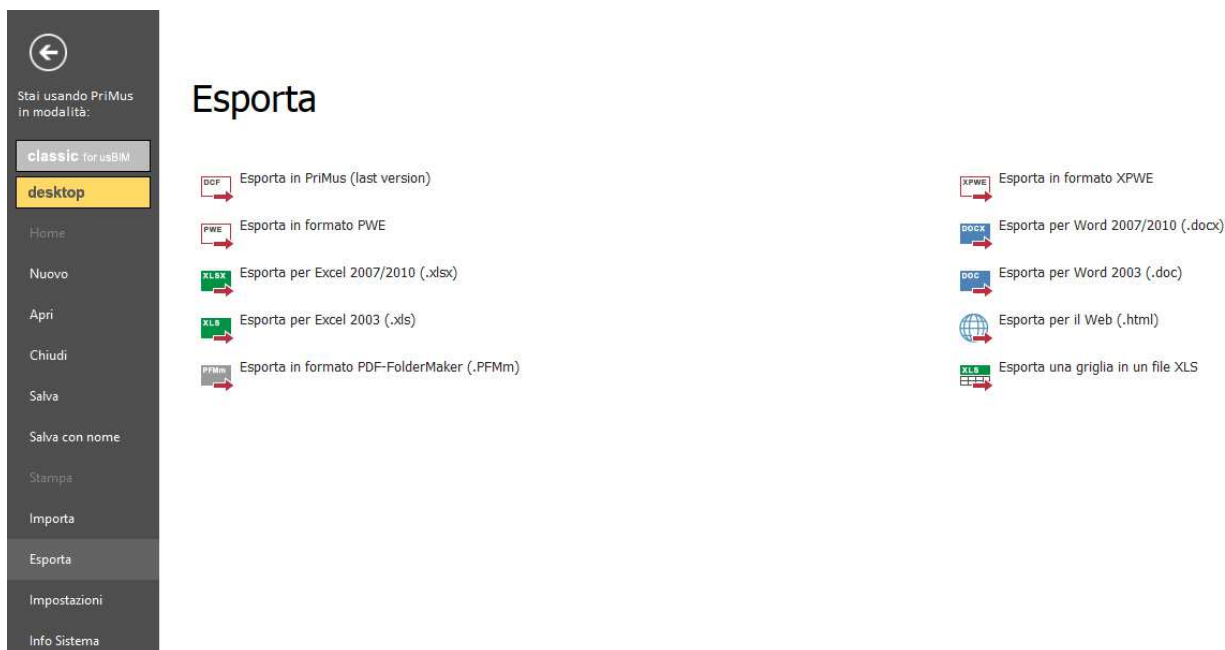 Stai usando PriMus
in modalità:
classic for usBIM
desktop
Home
Nuovo
Apri
Chiudi
Salva
Salva con nome
Stampa
Importa
Esporta
Impostazioni
Info Sistema
Esporta
DCF Esporta in PriMus (last version)
PWE Esporta in formato PWE
XLSX Esporta per Excel 2007/2010 (.xlsx)
XLS Esporta per Excel 2003 (.xls)
PFMm Esporta in formato PDF-FolderMaker (.PFMm)
XPWE Esporta in formato XPWE
DOCX Esporta per Word 2007/2010 (.docx)
DOC Esporta per Word 2003 (.doc)
Esporta per il Web (.html)
XLS Esporta una griglia in un file XLS